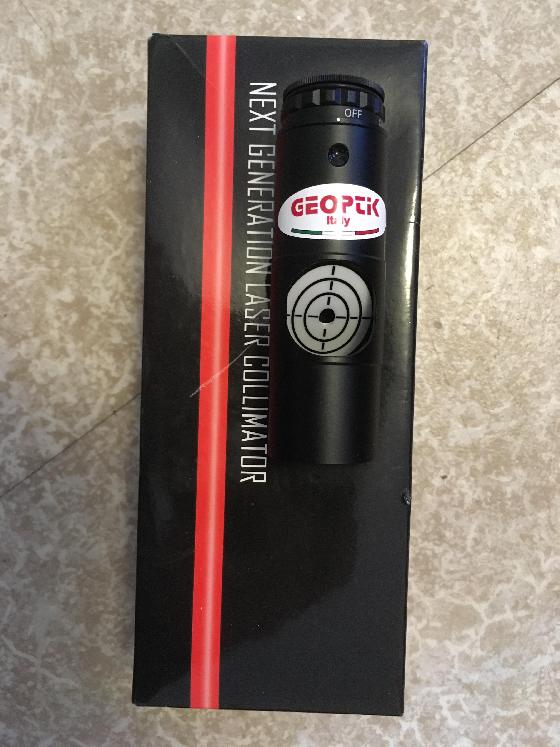 NEXT GENERATION LASER COLLIMATOR
OFF
GEOPTIK
Italy